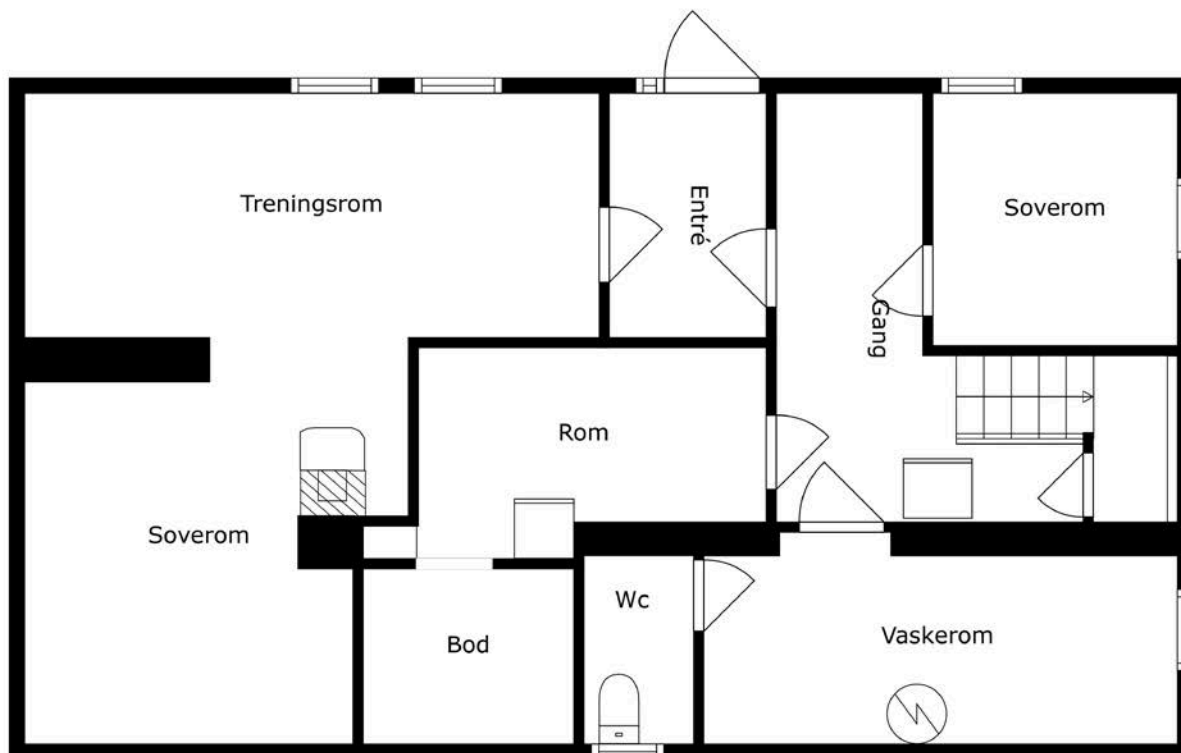 Treningsrom
Entré
Soverom
Gang
Rom
Soverom
Wc
Bod
Vaskerom